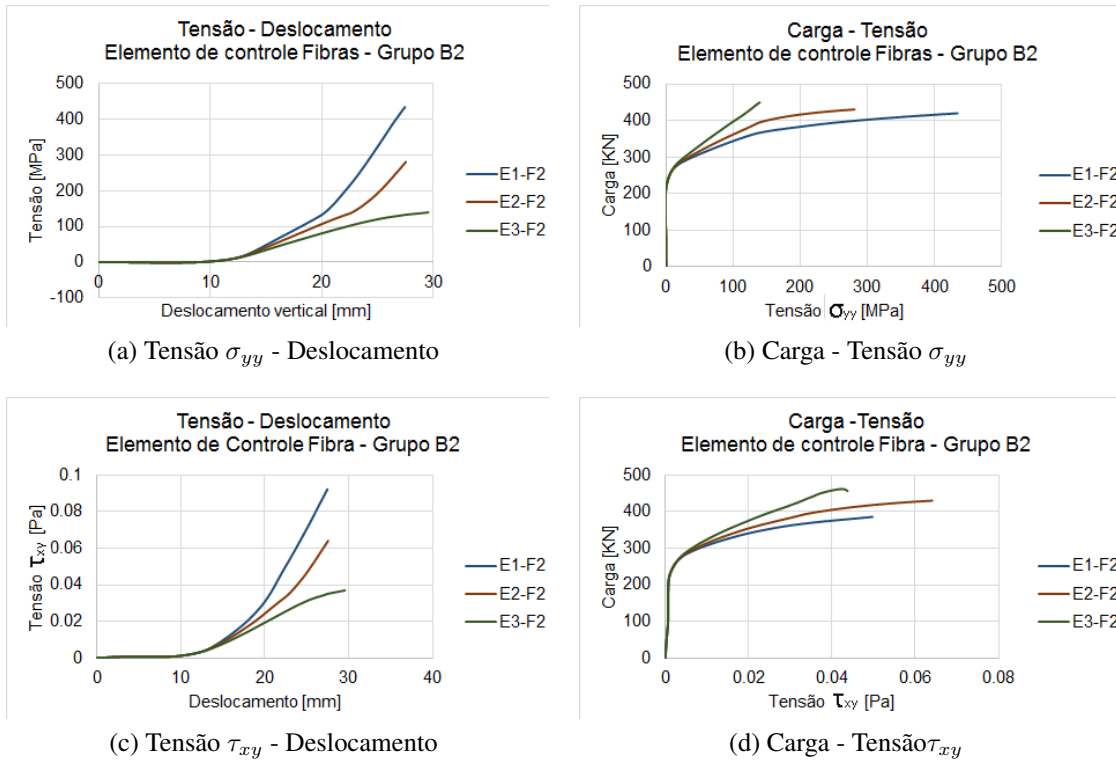 Tensão - Deslocamento
Elemento de controle Fibras - Grupo B2
500
400
300
200
100
0
-100
Tensão [MPa]
0 10 20 30
Deslocamento vertical [mm]
E1-F2
E2-F2
E3-F2
(a) Tensão σyy - Deslocamento
Carga - Tensão
Elemento de controle Fibras - Grupo B2
500
400
300
200
100
0
Carga [KN]
0 100 200 300 400 500
Tensão σyy [MPa]
E1-F2
E2-F2
E3-F2
(b) Carga - Tensão σyy
Tensão - Deslocamento
Elemento de Controle Fibra - Grupo B2
0.1
0.08
0.06
0.04
0.02
0
Tensão τxy [Pa]
0 10 20 30 40
Deslocamento [mm]
E1-F2
E2-F2
E3-F2
(c) Tensão τxy - Deslocamento
Carga -Tensão
Elemento de controle Fibra - Grupo B2
500
400
300
200
100
0
Carga [KN]
0 0.02 0.04 0.06 0.08
Tensão τxy [Pa]
E1-F2
E2-F2
E3-F2
(d) Carga - Tensãoτxy